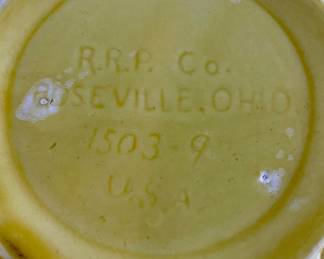 R.R.P. Co.
ROSEVILLE, OHIO
1503-9"
U.S.A.